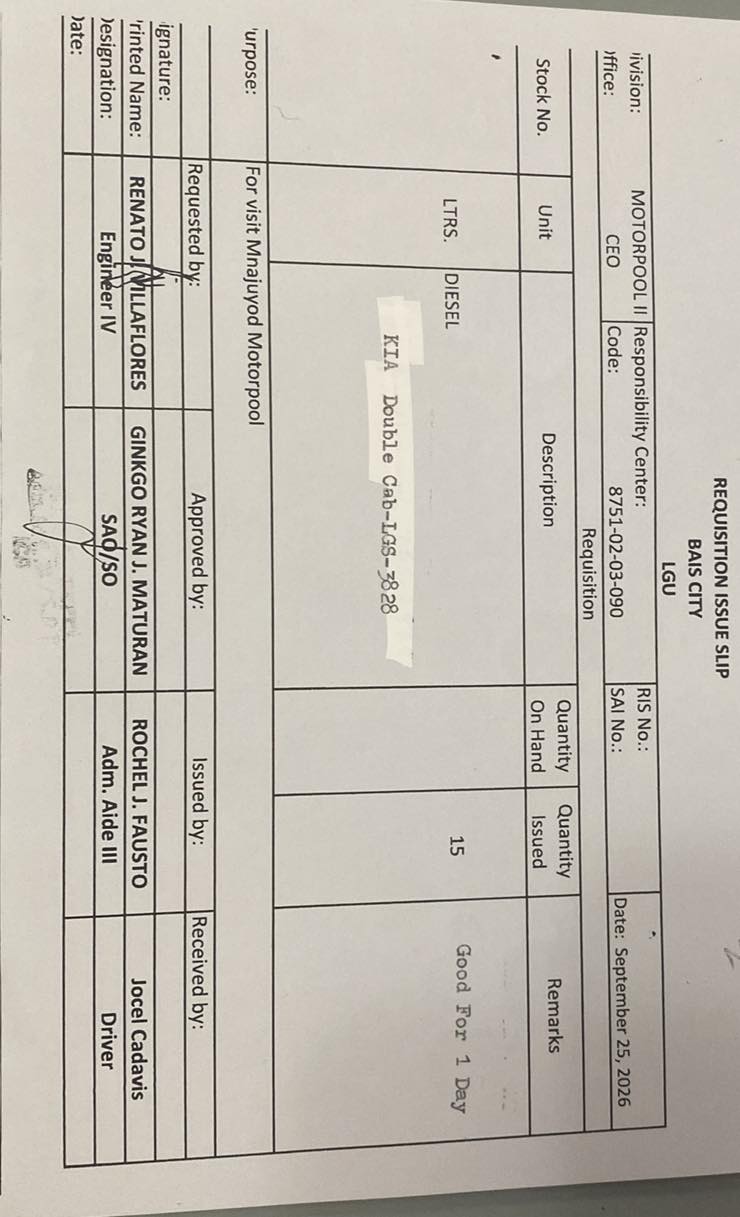 REQUISITION ISSUE SLIP
BAIS CITY
LGU
ivision: MOTORPOOL II Responsibility Center: RIS No.: Date: September 25, 2026
ffice: CEO Code: 8751-02-03-090 SAI No.:
Requisition
Stock No. Unit Description Quantity On Hand Quantity Issued Remarks
LTRS. DIESEL 15 Good For 1 Day
KIA Double Cab-LGS-3828
urpose: For visit Mnajuyod Motorpool
Requested by: Approved by: Issued by: Received by:
ignature:
rinted Name: RENATO J. VILLAFLORES GINKGO RYAN J. MATURAN ROCHEL J. FAUSTO Jocel Cadavis
esignation: Engineer IV SAO/SO Adm. Aide III Driver
ate: